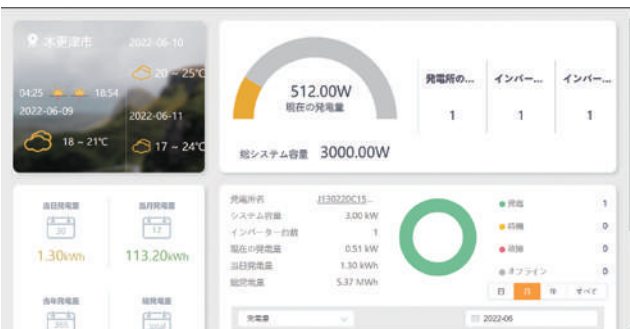 木更津市
2022-06-10
20 ~ 25℃
04:25
18:54
2022-06-09
2022-06-11
18 ~ 21℃
17 ~ 24℃
512.00W
現在の発電量
総システム容量 3000.00W
発電所の... インバー... インバー...
1 1 1
当日発電量 当月発電量
30 12
1.30kWh 113.20kWh
当年発電量 総発電量
365
発電所名 J130220C15...
システム容量 3.00 kW
インバーター台数 1
現在の発電量 0.51 kW
当日発電量 1.30 kWh
総発電量 5.37 MWh
発電 1
待機 0
故障 0
オフライン 0
日 月 年 すべて
発電量
2022-06